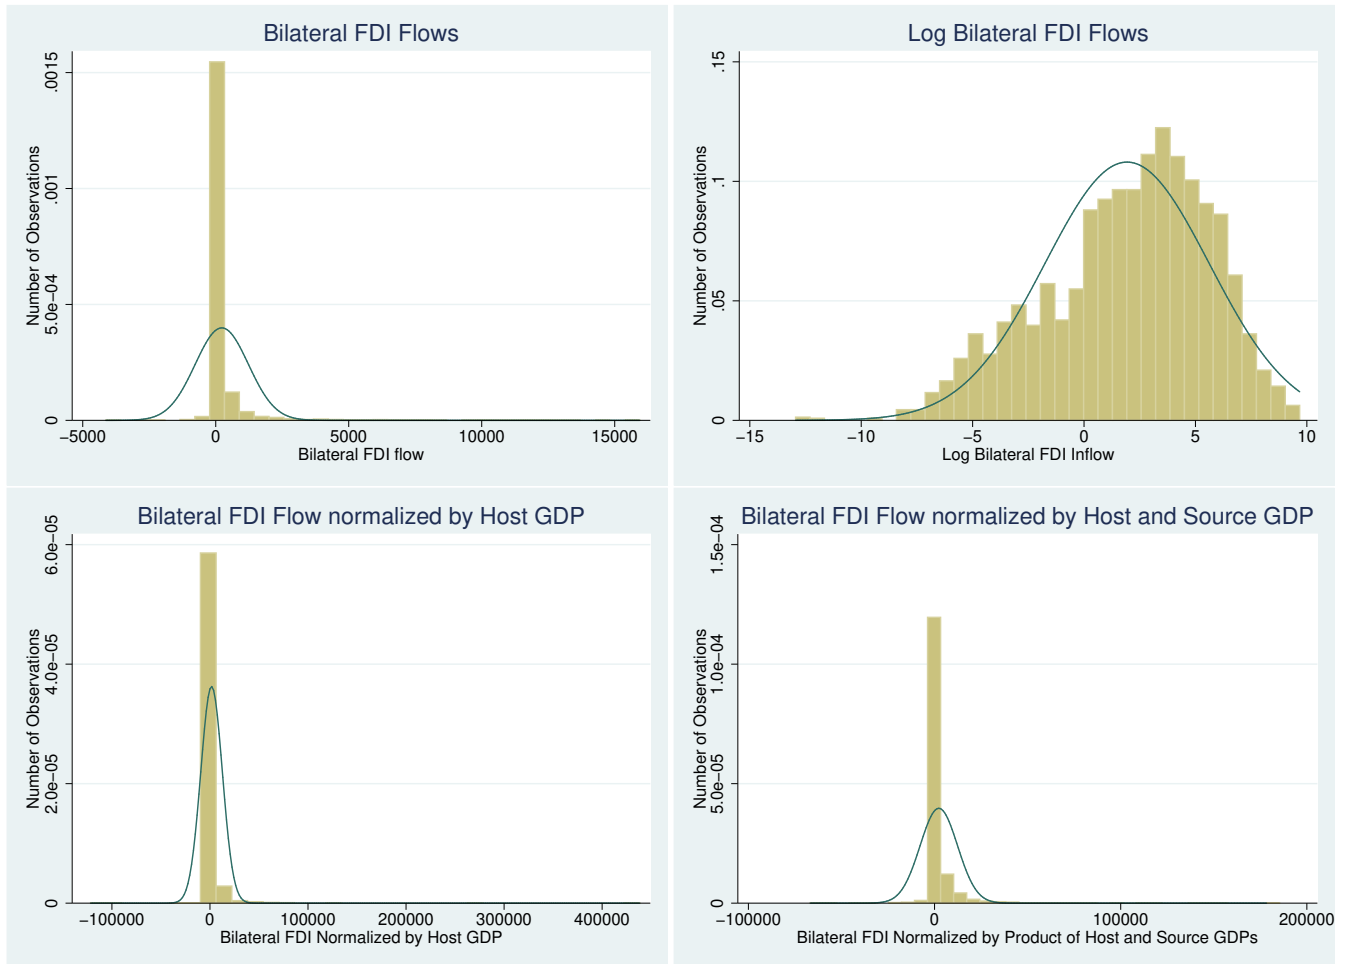 Bilateral FDI Flows
Number of Observations
.0015
.001
5.0e−04
0
−5000
0
5000
10000
15000
Bilateral FDI flow
Log Bilateral FDI Flows
Number of Observations
.15
.1
.05
0
−15
−10
−5
0
5
10
Log Bilateral FDI Inflow
Bilateral FDI Flow normalized by Host GDP
Number of Observations
6.0e−05
4.0e−05
2.0e−05
0
−100000
0
100000
200000
300000
400000
Bilateral FDI Normalized by Host GDP
Bilateral FDI Flow normalized by Host and Source GDP
Number of Observations
1.5e−04
1.0e−04
5.0e−05
0
−100000
0
100000
200000
Bilateral FDI Normalized by Product of Host and Source GDPs